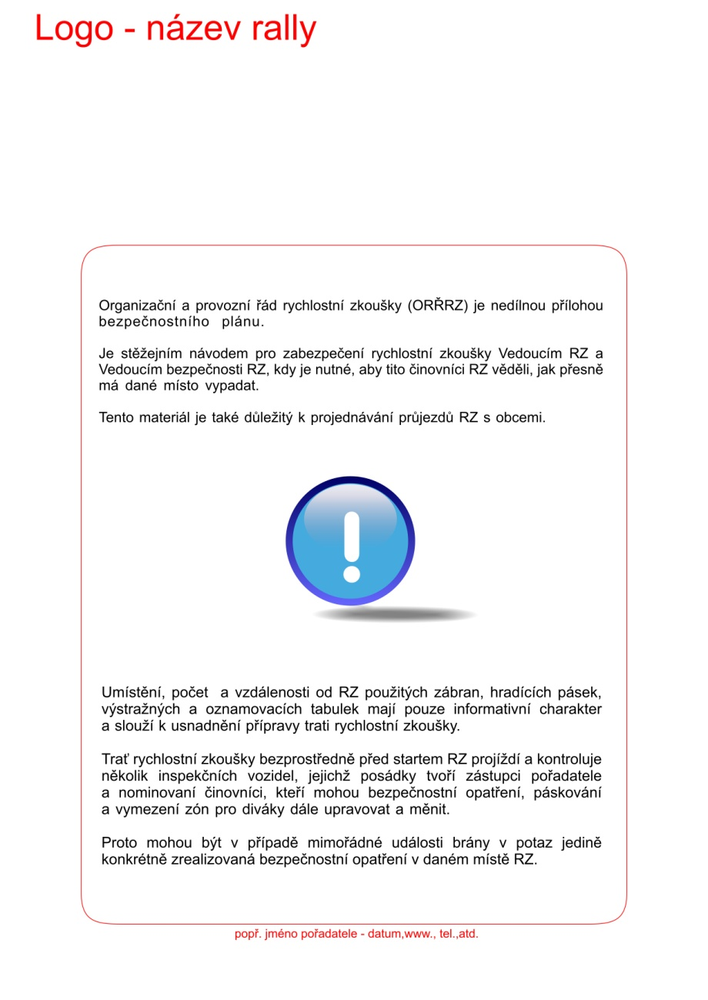 Logo - název rally
Organizační a provozní řád rychlostní zkoušky (ORŘRZ) je nedílnou přílohou
bezpečnostního plánu.
Je stěžejním návodem pro zabezpečení rychlostní zkoušky Vedoucím RZ a
Vedoucím bezpečnosti RZ, kdy je nutné, aby tito činovníci RZ věděli, jak přesně
má dané místo vypadat.
Tento materiál je také důležitý k projednávání průjezdů RZ s obcemi.
Umístění, počet a vzdálenosti od RZ použitých zábran, hradících pásek,
výstražných a oznamovacích tabulek mají pouze informativní charakter
a slouží k usnadnění přípravy trati rychlostní zkoušky.
Trať rychlostní zkoušky bezprostředně před startem RZ projíždí a kontroluje
několik inspekčních vozidel, jejichž posádky tvoří zástupci pořadatele
a nominovaní činovníci, kteří mohou bezpečnostní opatření, páskování
a vymezení zón pro diváky dále upravovat a měnit.
Proto mohou být v případě mimořádné události brány v potaz jedině
konkrétně zrealizovaná bezpečnostní opatření v daném místě RZ.
popř. jméno pořadatele - datum,www., tel.,atd.